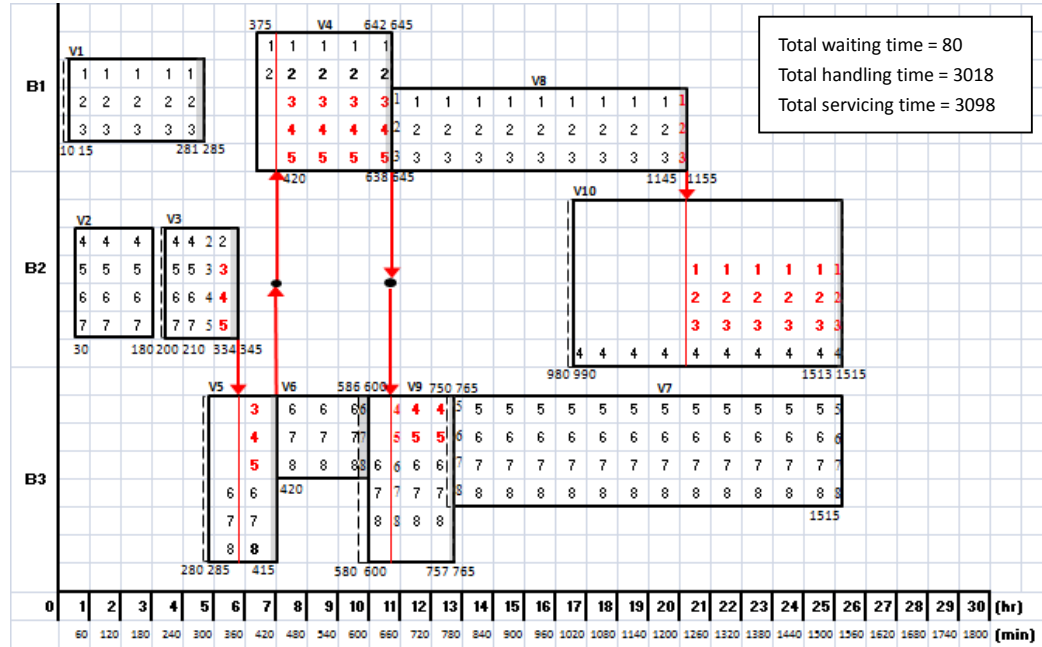 375 V4 642 645
Total waiting time = 80
Total handling time = 3018
Total servicing time = 3098
1 1 1 1 1
V1
2 2 2 2 2
B1
1 1 1 1 1
V8
2 2 2 2 2
3 3 3 3
1 1 1 1 1 1 1 1 1 1 1
3 3 3 3 3
4 4 4 4
2 2 2 2 2 2 2 2 2 2 2
10 15 281 285
5 5 5 5
3 3 3 3 3 3 3 3 3 3 3
420 638 645 1145 1155
V10
V2 V3
4 4 4 4 4 2 2
B2
5 5 5 5 5 3 3
1 1 1 1 1 1
6 6 6 6 6 4 4
2 2 2 2 2 2
7 7 7 7 7 5 5
3 3 3 3 3 3
30 180 200 210 334 345
4 4 4 4 4 4 4 4 4 4
980 990 1513 1515
V5 V6 586 600 V9 750 765 V7
3 6 6 6 6 4 4 4 5 5 5 5 5 5 5 5 5 5 5 5 5 5
4 7 7 7 7 5 5 5 6 6 6 6 6 6 6 6 6 6 6 6 6 6
5 8 8 8 8 6 6 6 6 7 7 7 7 7 7 7 7 7 7 7 7 7 7
B3
6 6 420 7 7 7 7 8 8 8 8 8 8 8 8 8 8 8 8 8 8
7 7 8 8 8 8 1515
8 8
280 285 415 580 600 757 765
0 1 2 3 4 5 6 7 8 9 10 11 12 13 14 15 16 17 18 19 20 21 22 23 24 25 26 27 28 29 30 (hr)
60 120 180 240 300 360 420 480 540 600 660 720 780 840 900 960 1020 1080 1140 1200 1260 1320 1380 1440 1500 1560 1620 1680 1740 1800 (min)